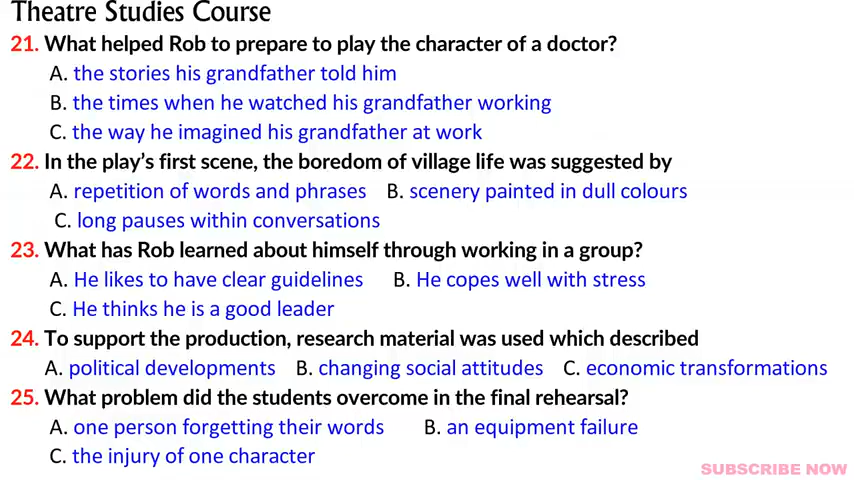 Theatre Studies Course
21. What helped Rob to prepare to play the character of a doctor?
A. the stories his grandfather told him
B. the times when he watched his grandfather working
C. the way he imagined his grandfather at work
22. In the play's first scene, the boredom of village life was suggested by
A. repetition of words and phrases B. scenery painted in dull colours
C. long pauses within conversations
23. What has Rob learned about himself through working in a group?
A. He likes to have clear guidelines B. He copes well with stress
C. He thinks he is a good leader
24. To support the production, research material was used which described
A. political developments B. changing social attitudes C. economic transformations
25. What problem did the students overcome in the final rehearsal?
A. one person forgetting their words B. an equipment failure
C. the injury of one character
SUBSCRIBE NOW